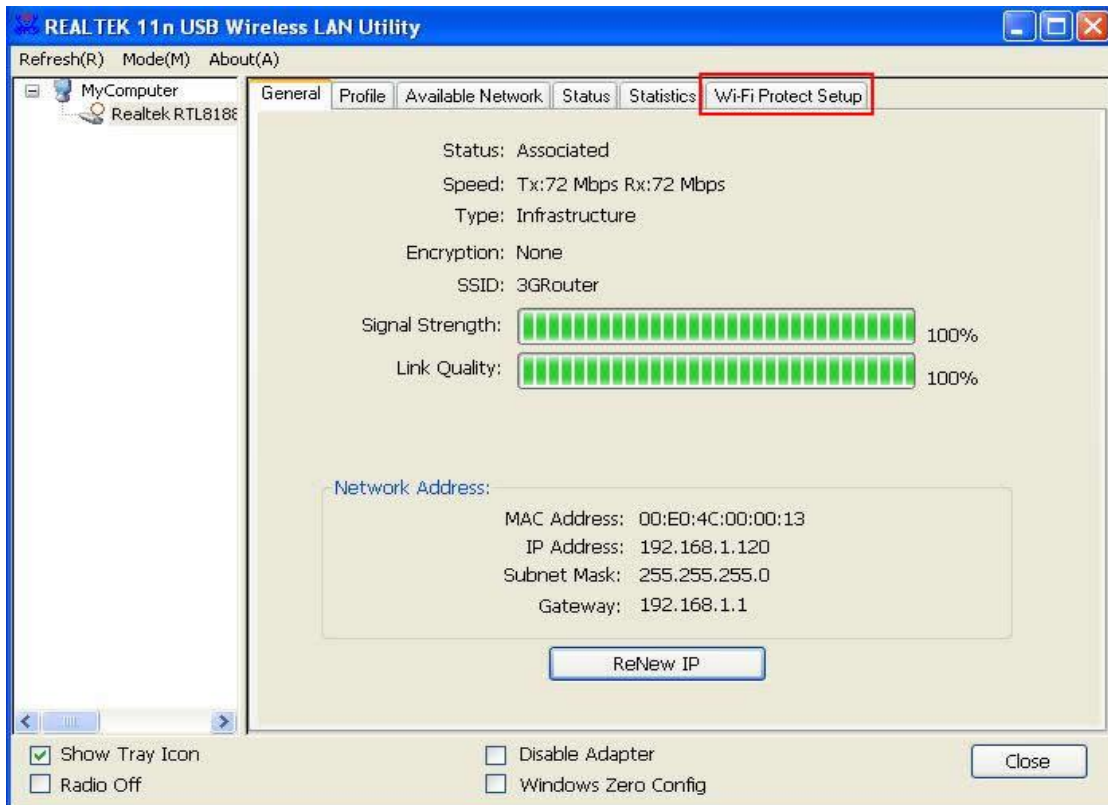 REALTEK 11n USB Wireless LAN Utility
Refresh(R) Mode(M) About(A)
MyComputer
Realtek RTL8188
General Profile Available Network Status Statistics Wi-Fi Protect Setup
Status: Associated
Speed: Tx:72 Mbps Rx:72 Mbps
Type: Infrastructure
Encryption: None
SSID: 3GRouter
Signal Strength: 100%
Link Quality: 100%
Network Address:
MAC Address: 00:E0:4C:00:00:13
IP Address: 192.168.1.120
Subnet Mask: 255.255.255.0
Gateway: 192.168.1.1
ReNew IP
Show Tray Icon Disable Adapter Close
Radio Off Windows Zero Config